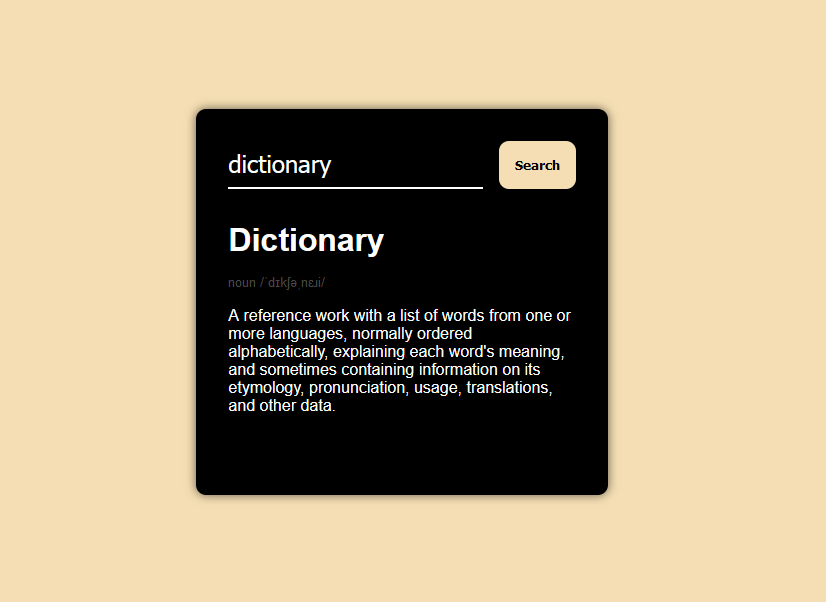 dictionary
Search
Dictionary
noun /ˈdɪkʃəˌnɛɹi/
A reference work with a list of words from one or
more languages, normally ordered
alphabetically, explaining each word's meaning,
and sometimes containing information on its
etymology, pronunciation, usage, translations,
and other data.